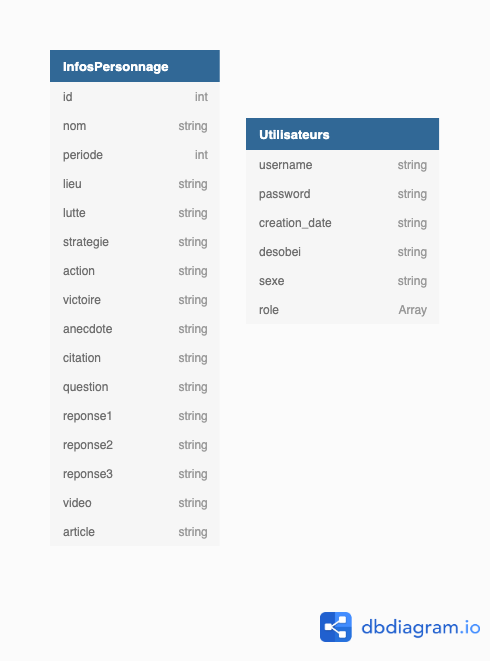 InfosPersonnage
id int
nom string
periode int
lieu string
lutte string
strategie string
action string
victoire string
anecdote string
citation string
question string
reponse1 string
reponse2 string
reponse3 string
video string
article string
Utilisateurs
username string
password string
creation_date string
desobei string
sexe string
role Array
dbdiagram.io